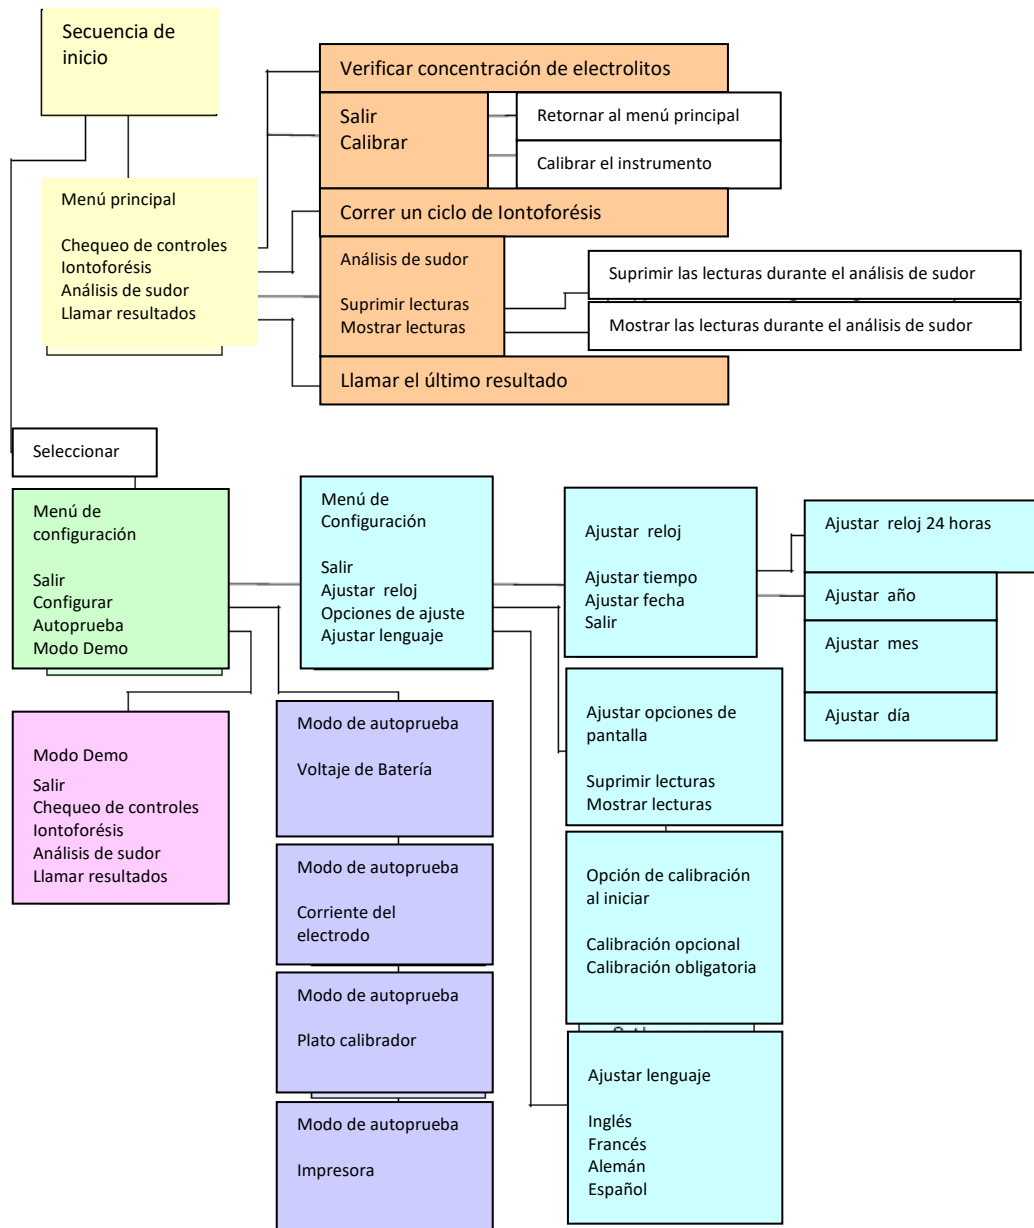 Secuencia de
inicio
Verificar concentración de electrolitos
Salir
Calibrar
Retornar al menú principal
Calibrar el instrumento
Menú principal
Chequeo de controles
Iontoforésis
Análisis de sudor
Llamar resultados
Correr un ciclo de Iontoforésis
Análisis de sudor
Suprimir lecturas
Mostrar lecturas
Suprimir las lecturas durante el análisis de sudor
Mostrar las lecturas durante el análisis de sudor
Llamar el último resultado
Seleccionar
Menú de
configuración
Salir
Configurar
Autoprueba
Modo Demo
Menú de
Configuración
Salir
Ajustar reloj
Opciones de ajuste
Ajustar lenguaje
Ajustar reloj
Ajustar tiempo
Ajustar fecha
Salir
Ajustar reloj 24 horas
Ajustar año
Ajustar mes
Ajustar día
Modo Demo
Salir
Chequeo de controles
Iontoforésis
Análisis de sudor
Llamar resultados
Modo de autoprueba
Voltaje de Batería
Modo de autoprueba
Corriente del
electrodo
Modo de autoprueba
Plato calibrador
Modo de autoprueba
Impresora
Ajustar opciones de
pantalla
Suprimir lecturas
Mostrar lecturas
Opción de calibración
al iniciar
Calibración opcional
Calibración obligatoria
Ajustar lenguaje
Inglés
Francés
Alemán
Español